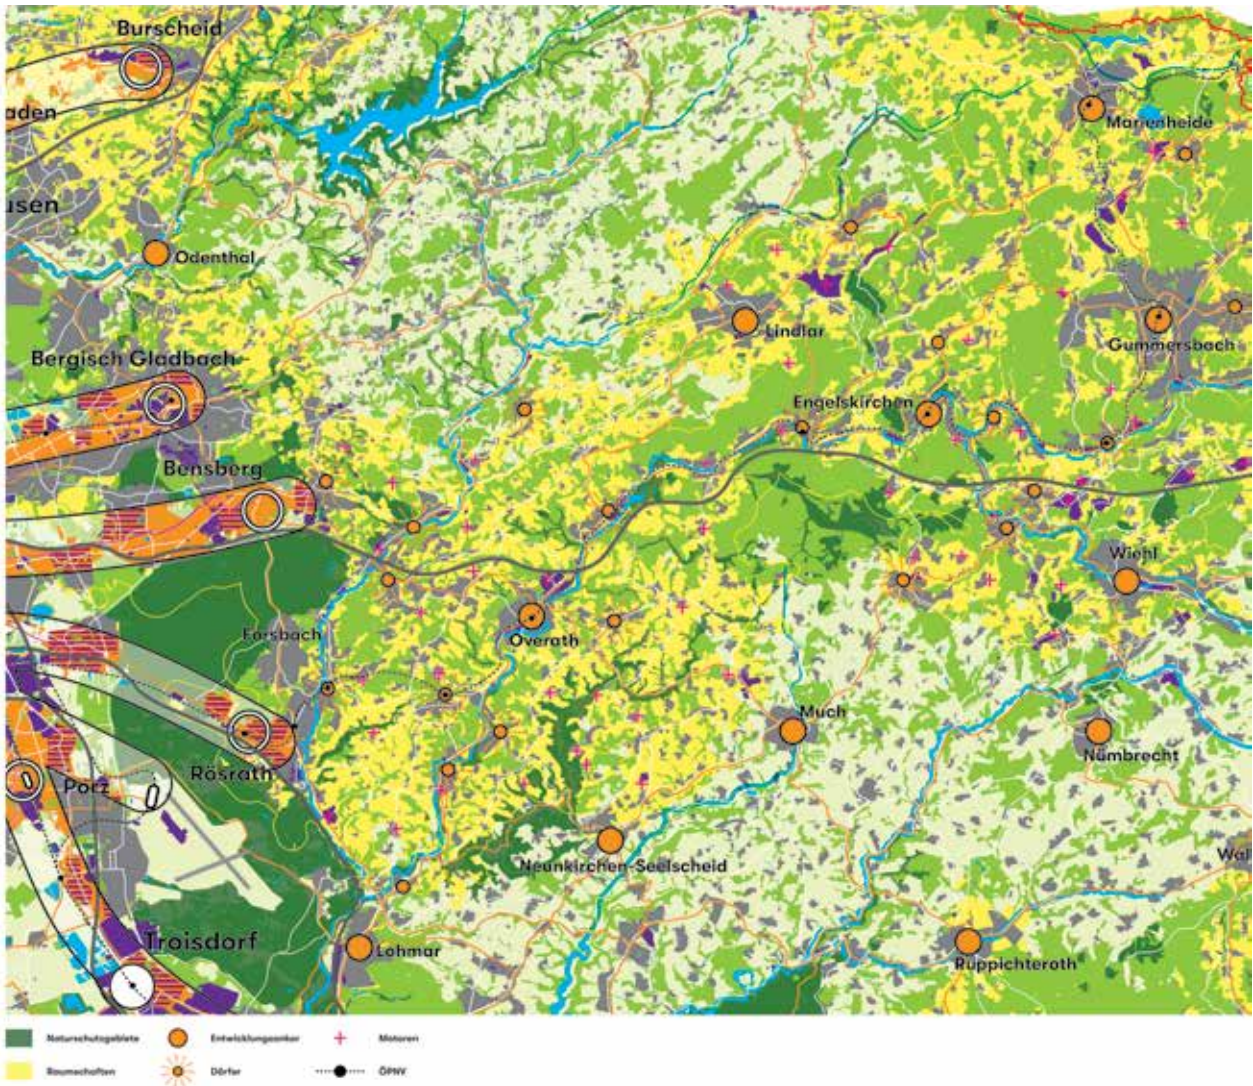 Burscheid
aden
Marienheide
usen
Odenthal
Lindlar
Gummersbach
Bergisch Gladbach
Engelskirchen
Bensberg
Wiehl
Forsbach
Overath
Much
Nümbrecht
Rösrath
Porz
Neunkirchen-Seelscheid
Wal
Troisdorf
Lohmar
Ruppichteroth
Naturschutzgebiete
Entwicklungsanker
Motoren
Raumschaften
Dörfer
ÖPNV